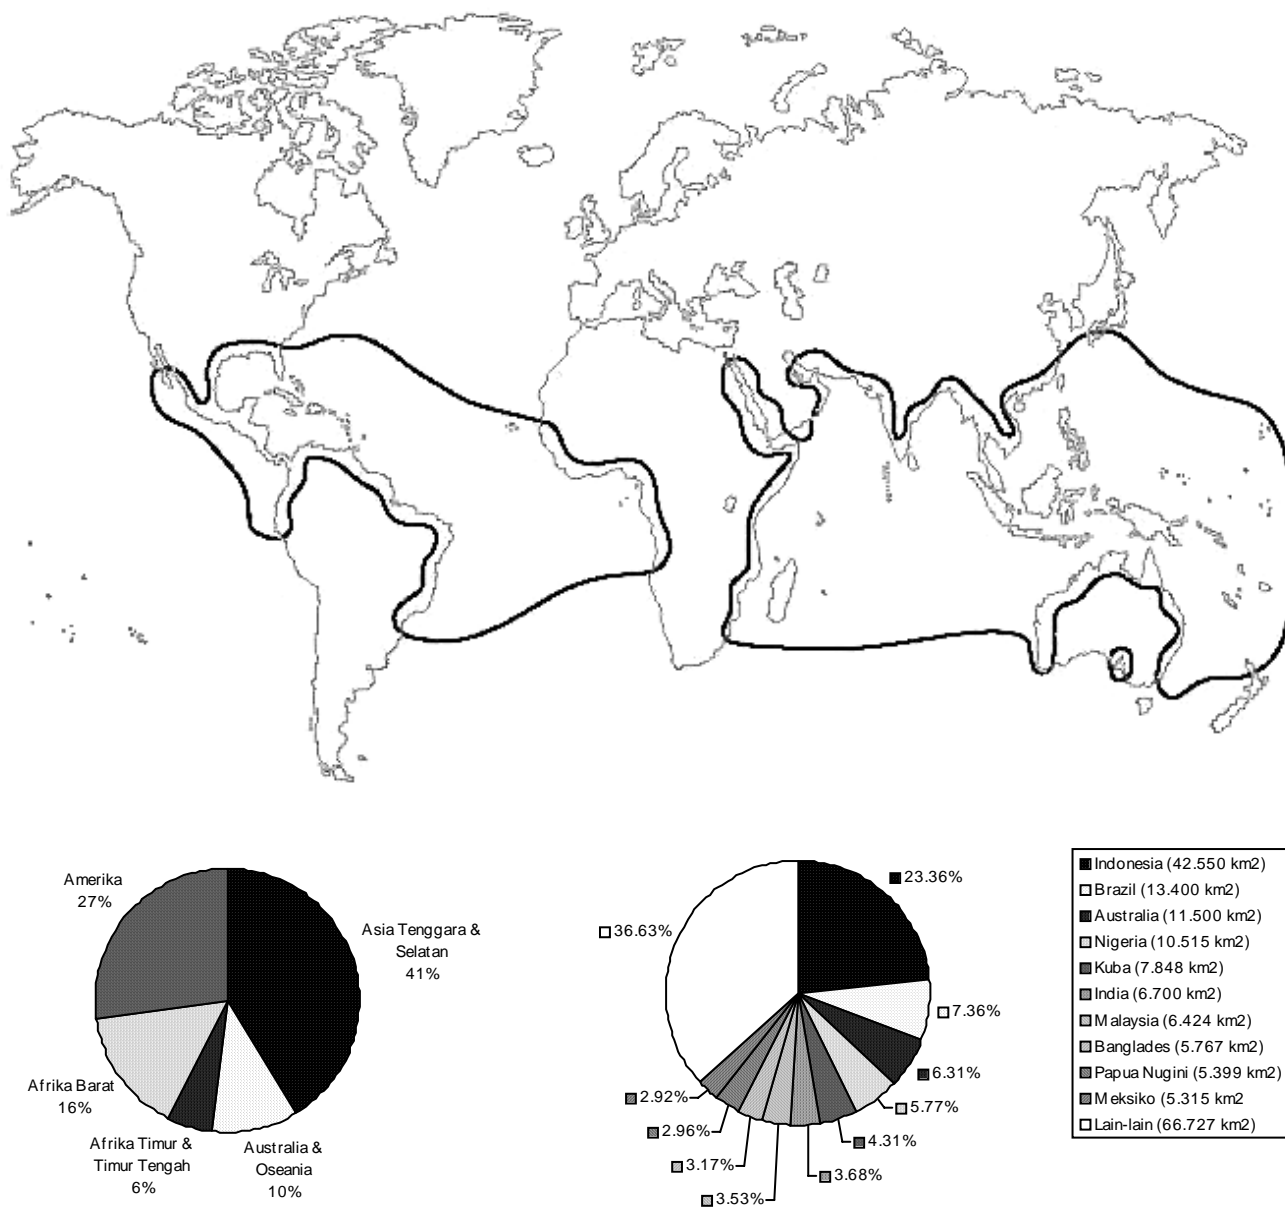 Amerika
27%
Asia Tenggara &
Selatan
41%
Afrika Barat
16%
Afrika Timur &
Timur Tengah
6%
Australia &
Oseania
10%
23.36%
36.63%
7.36%
6.31%
5.77%
4.31%
3.68%
3.53%
3.17%
2.96%
2.92%
Indonesia (42.550 km2)
Brazil (13.400 km2)
Australia (11.500 km2)
Nigeria (10.515 km2)
Kuba (7.848 km2)
India (6.700 km2)
Malaysia (6.424 km2)
Banglades (5.767 km2)
Papua Nugini (5.399 km2)
Meksiko (5.315 km2
Lain-lain (66.727 km2)